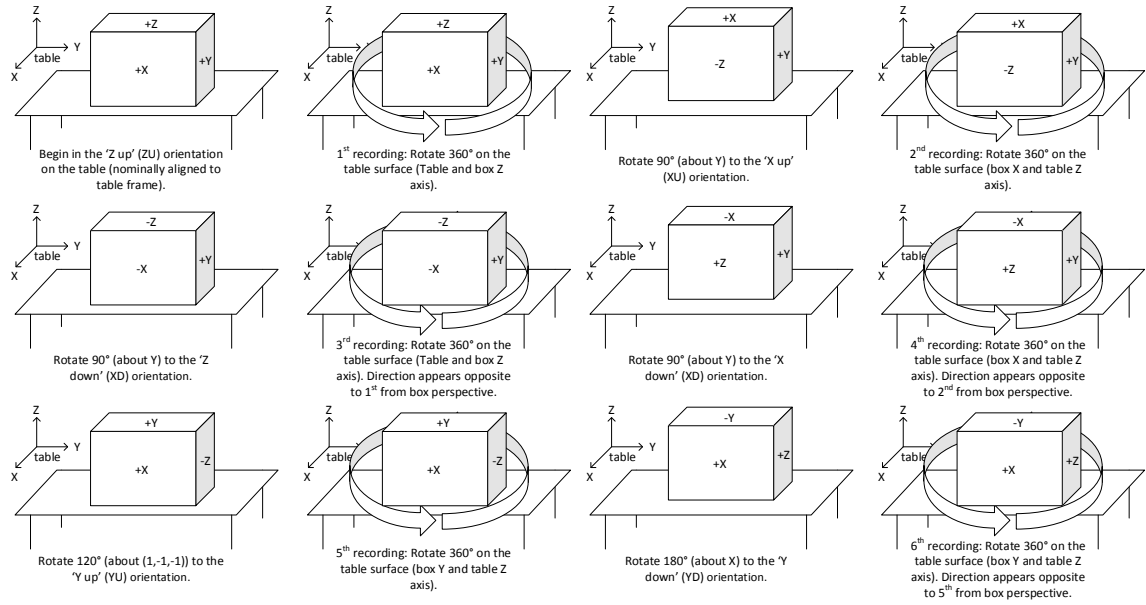 Z
Y
X
table
+Z
+X
+Y
Begin in the ‘Z up’ (ZU) orientation
on the table (nominally aligned to
table frame).
Z
Y
X
table
+Z
+X
+Y
1st recording: Rotate 360° on the
table surface (Table and box Z
axis).
Z
Y
X
table
+X
-Z
+Y
Rotate 90° (about Y) to the ‘X up’
(XU) orientation.
Z
Y
X
table
+X
-Z
+Y
2nd recording: Rotate 360° on the
table surface (box X and table Z
axis).
Z
Y
X
table
-Z
-X
+Y
Rotate 90° (about Y) to the ‘Z
down’ (XD) orientation.
Z
Y
X
table
-Z
-X
+Y
3rd recording: Rotate 360° on the
table surface (Table and box Z
axis). Direction appears opposite
to 1st from box perspective.
Z
Y
X
table
-X
+Z
+Y
Rotate 90° (about Y) to the ‘X
down’ (XD) orientation.
Z
Y
X
table
-X
+Z
+Y
4th recording: Rotate 360° on the
table surface (box X and table Z
axis). Direction appears opposite
to 2nd from box perspective.
Z
Y
X
table
+Y
+X
-Z
Rotate 120° (about (1,-1,-1)) to the
‘Y up’ (YU) orientation.
Z
Y
X
table
+Y
+X
-Z
5th recording: Rotate 360° on the
table surface (box Y and table Z
axis).
Z
Y
X
table
-Y
+X
+Z
Rotate 180° (about X) to the ‘Y
down’ (YD) orientation.
Z
Y
X
table
-Y
+X
+Z
6th recording: Rotate 360° on the
table surface (box Y and table Z
axis). Direction appears opposite
to 5th from box perspective.